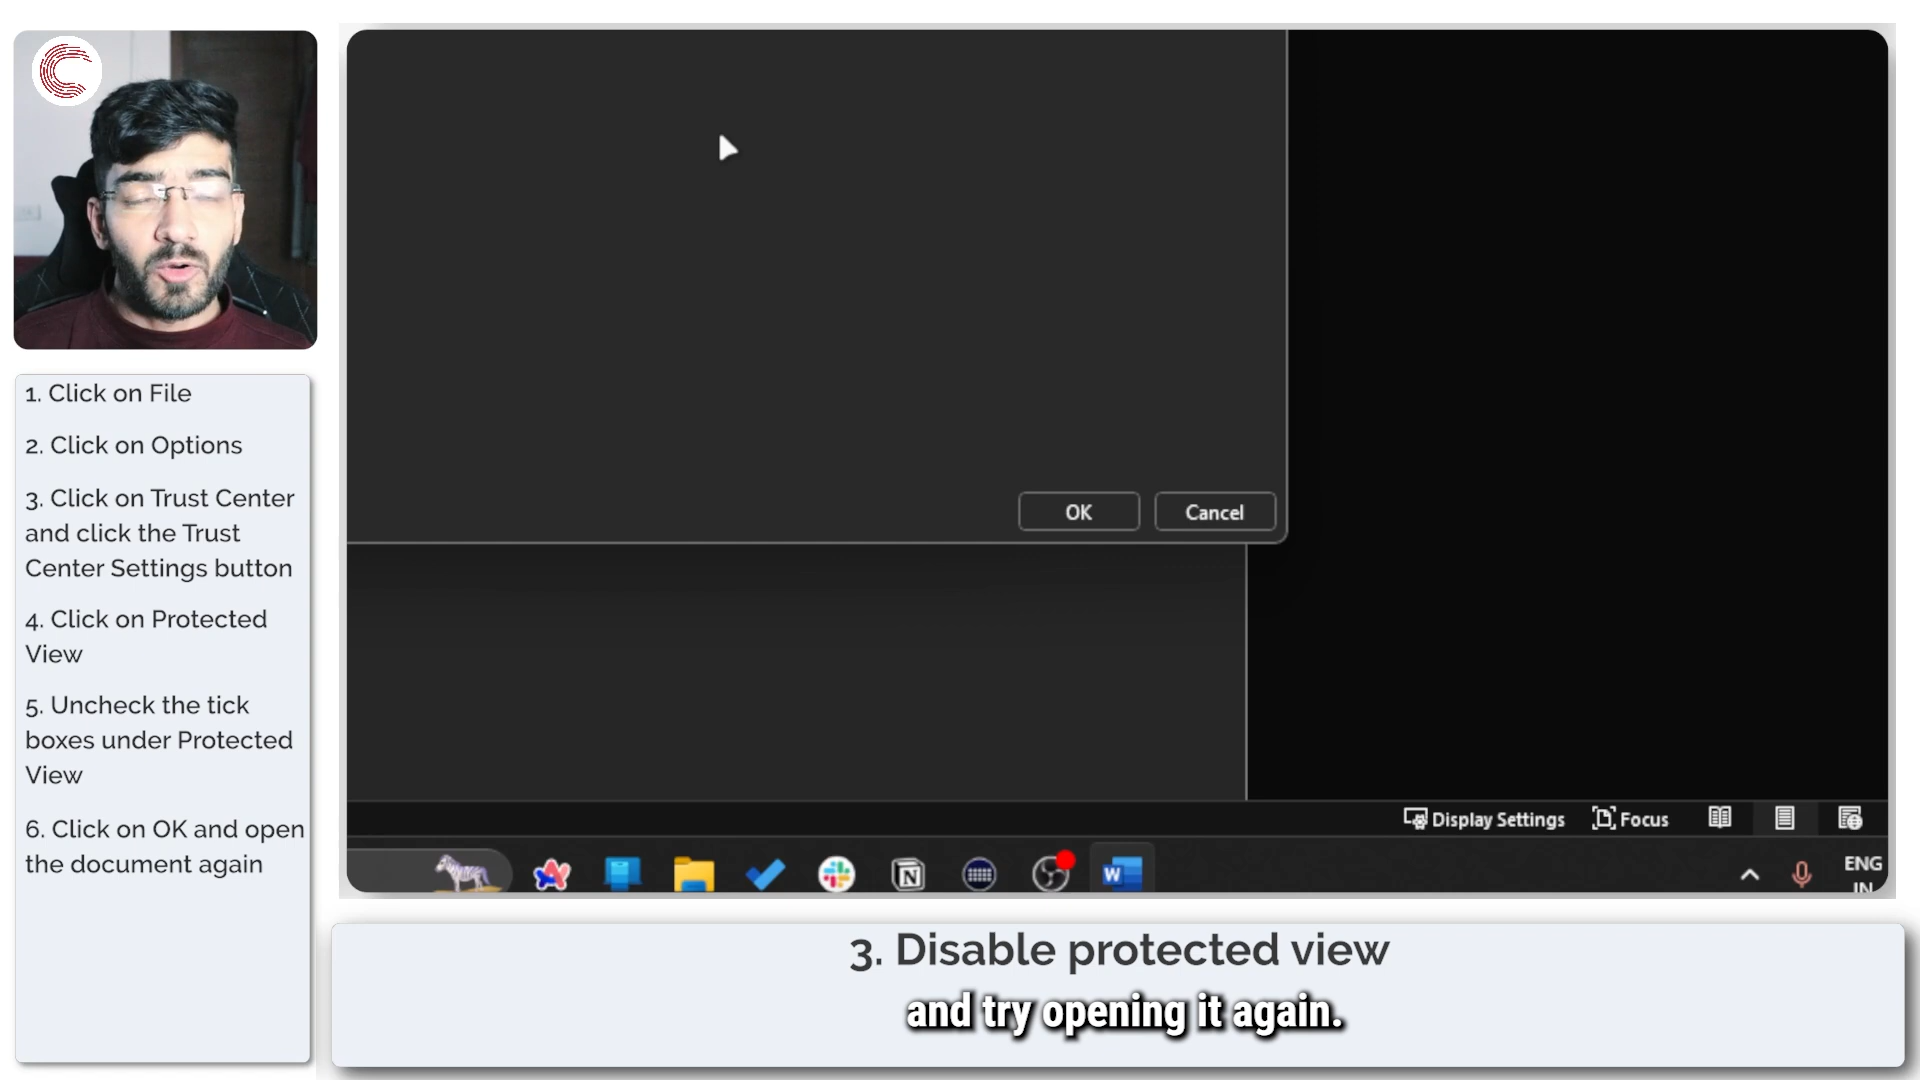 1. Click on File
2. Click on Options
3. Click on Trust Center
and click the Trust
Center Settings button
4. Click on Protected
View
5. Uncheck the tick
boxes under Protected
View
6. Click on OK and open
the document again
OK
Cancel
Display Settings
Focus
N
W
ENG
IN
3. Disable protected view
and try opening it again.